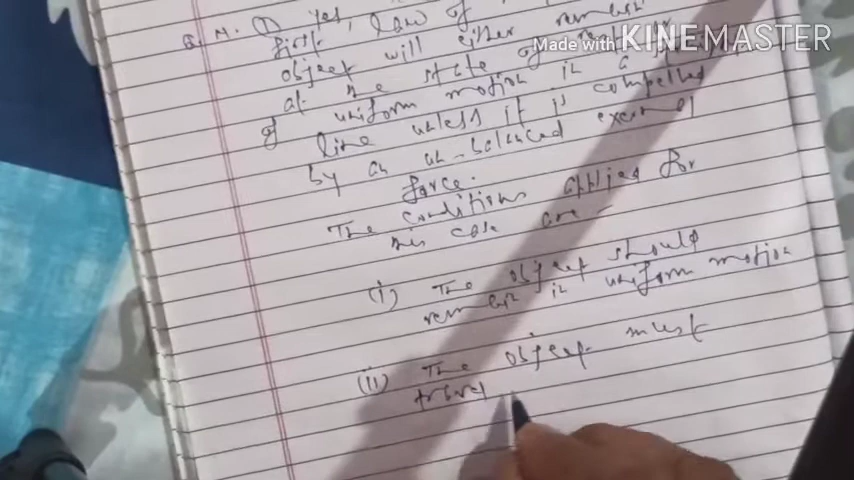 Q. N. ① Yes,
first law of
object will either remain
at the state of
of uniform motion in a
line unless it is compelled
by an un-balanced external
force.
The conditions applied for
this case are -
(i) The object should
remain in uniform motion
(ii) The object must
travel
Made with KINEMASTER